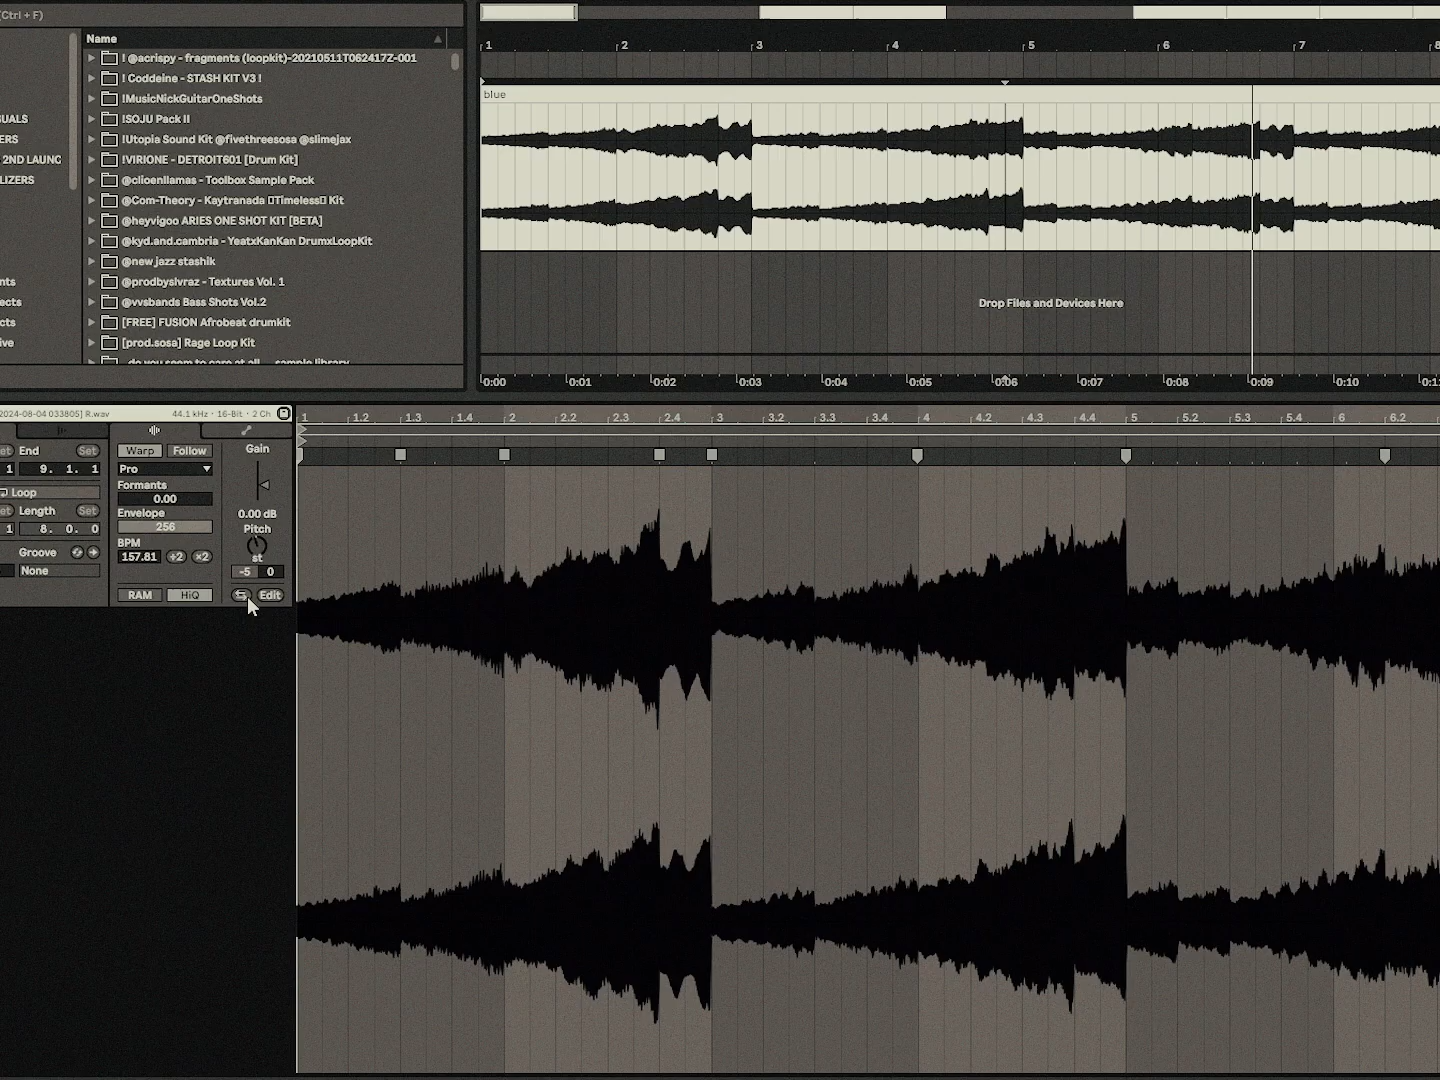 (Ctrl + F)
Name
! @acrispy - fragments (loopkit)-20210511T062417Z-001
! Coddeine - STASH KIT V3 !
!MusicNickGuitarOneShots
!SOJU Pack II
!Utopia Sound Kit @fivethreesosa @slimejax
!VIRIONE - DETROIT601 [Drum Kit]
@clioenllamas - Toolbox Sample Pack
@Com-Theory - Kaytranada ▯Timeless▯ Kit
@heyvigoo ARIES ONE SHOT KIT [BETA]
@kyd.and.cambria - YeatxKanKan DrumxLoopKit
@new jazz stashik
@prodbyslvraz - Textures Vol. 1
@vvsbands Bass Shots Vol.2
[FREE] FUSION Afrobeat drumkit
[prod.sosa] Rage Loop Kit
SUALS
ERS
2ND LAUNC
LIZERS
nts
ects
cts
ive
1 2 3 4 5 6 7 8
blue
Drop Files and Devices Here
0:00 0:01 0:02 0:03 0:04 0:05 0:06 0:07 0:08 0:09 0:10 0:11
2024-08-04 033805] R.wav 44.1 kHz · 16-Bit · 2 Ch
1 1.2 1.3 1.4 2 2.2 2.3 2.4 3 3.2 3.3 3.4 4 4.2 4.3 4.4 5 5.2 5.3 5.4 6 6.2
et End Set
1 9. 1. 1
Loop
et Length Set
1 8. 0. 0
Groove
None
Warp Follow
Pro
Formants
0.00
Envelope
256
BPM
157.81 ÷2 ×2
RAM HiQ
Gain
0.00 dB
Pitch
st
-5 0
Edit